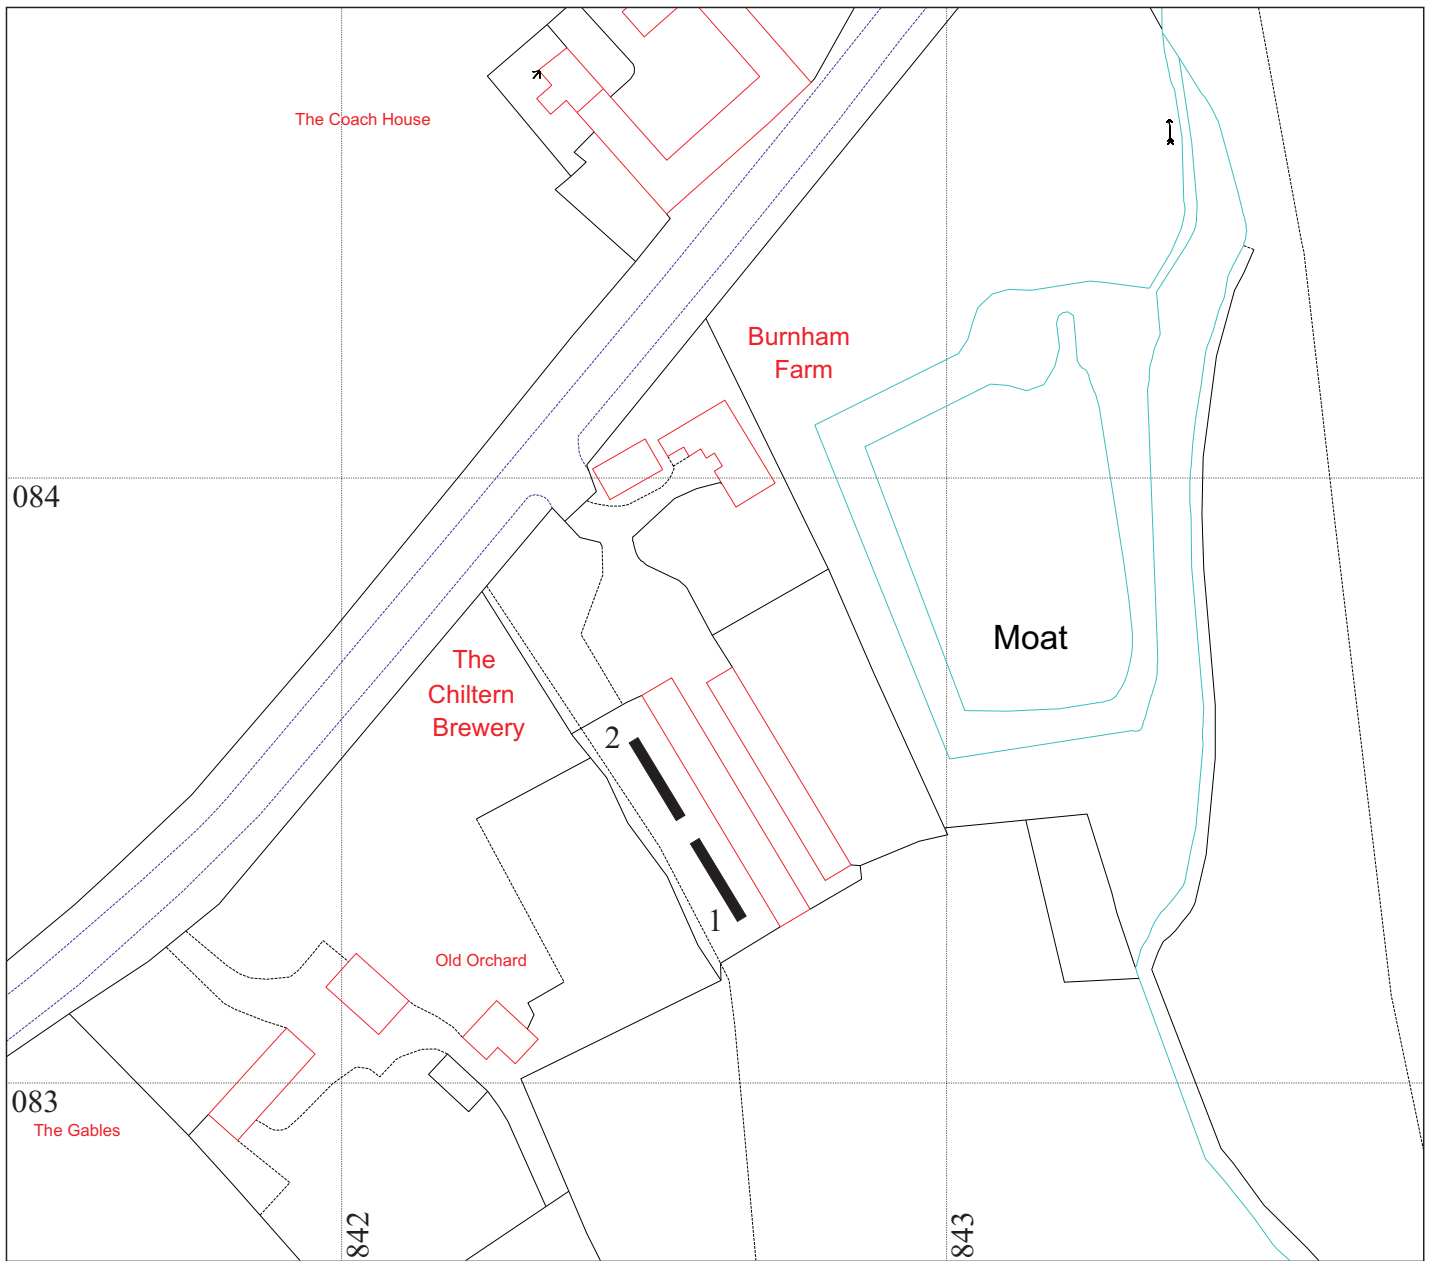 The Coach House
Burnham
Farm
084
Moat
The
Chiltern
Brewery
2
1
Old Orchard
083
The Gables
842
843